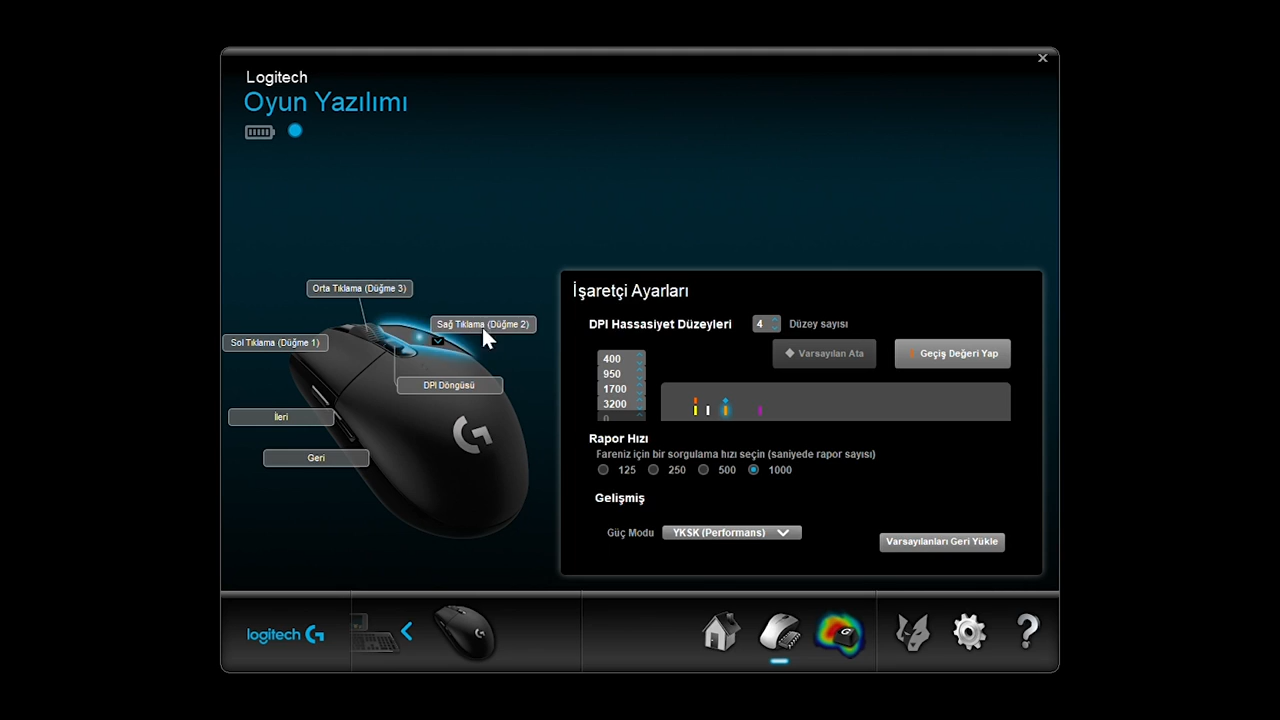 Logitech
Oyun Yazılımı
Orta Tıklama (Düğme 3)
Sağ Tıklama (Düğme 2)
Sol Tıklama (Düğme 1)
DPI Döngüsü
İleri
Geri
İşaretçi Ayarları
DPI Hassasiyet Düzeyleri 4 Düzey sayısı
Varsayılan Ata Geçiş Değeri Yap
400
950
1700
3200
0
Rapor Hızı
Fareniz için bir sorgulama hızı seçin (saniyede rapor sayısı)
125 250 500 1000
Gelişmiş
Güç Modu YKSK (Performans)
Varsayılanları Geri Yükle
logitech G